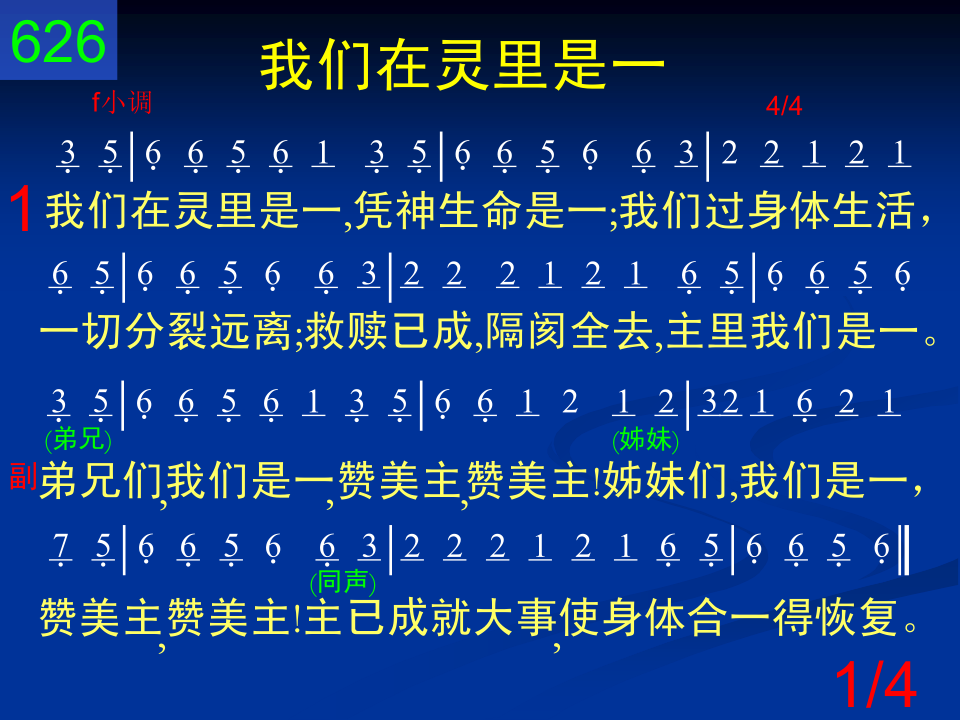 626
我们在灵里是一
f小调
4/4
3 5|6 6 5 6 1 3 5|6 6 5 6 6 3|2 2 1 2 1
1
我们在灵里是一,凭神生命是一;我们过身体生活，
6 5|6 6 5 6 6 3|2 2 2 1 2 1 6 5|6 6 5 6
一切分裂远离;救赎已成,隔阂全去,主里我们是一。
3 5|6 6 5 6 1 3 5|6 6 1 2 1 2|3 2 1 6 2 1
(弟兄) (姊妹)
副
弟兄们,我们是一,赞美主,赞美主!姊妹们,我们是一，
7 5|6 6 5 6 6 3|2 2 2 1 2 1 6 5|6 6 5 6‖
(同声)
赞美主,赞美主!主已成就大事,使身体合一得恢复。
1/4